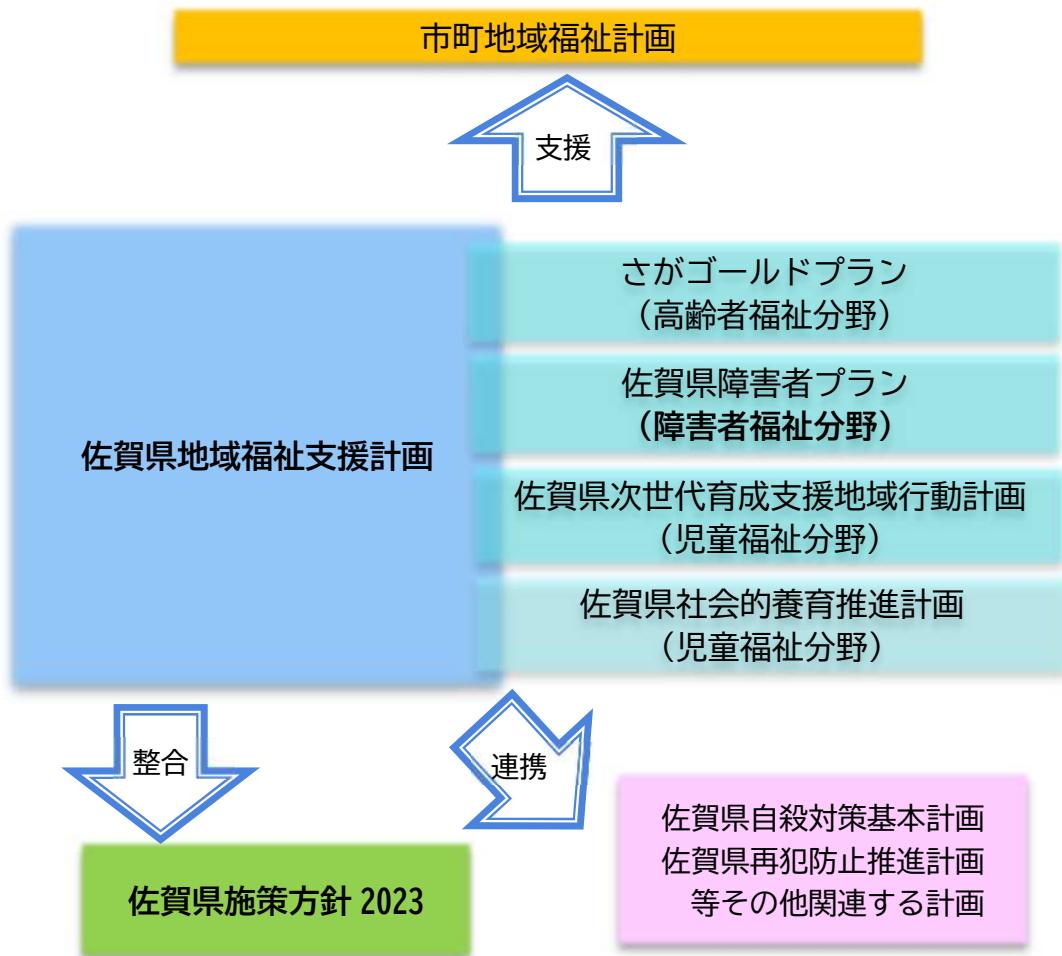 市町地域福祉計画
支援
さがゴールドプラン
（高齢者福祉分野）
佐賀県障害者プラン
（障害者福祉分野）
佐賀県地域福祉支援計画
佐賀県次世代育成支援地域行動計画
（児童福祉分野）
佐賀県社会的養育推進計画
（児童福祉分野）
整合
連携
佐賀県自殺対策基本計画
佐賀県再犯防止推進計画
等その他関連する計画
佐賀県施策方針 2023